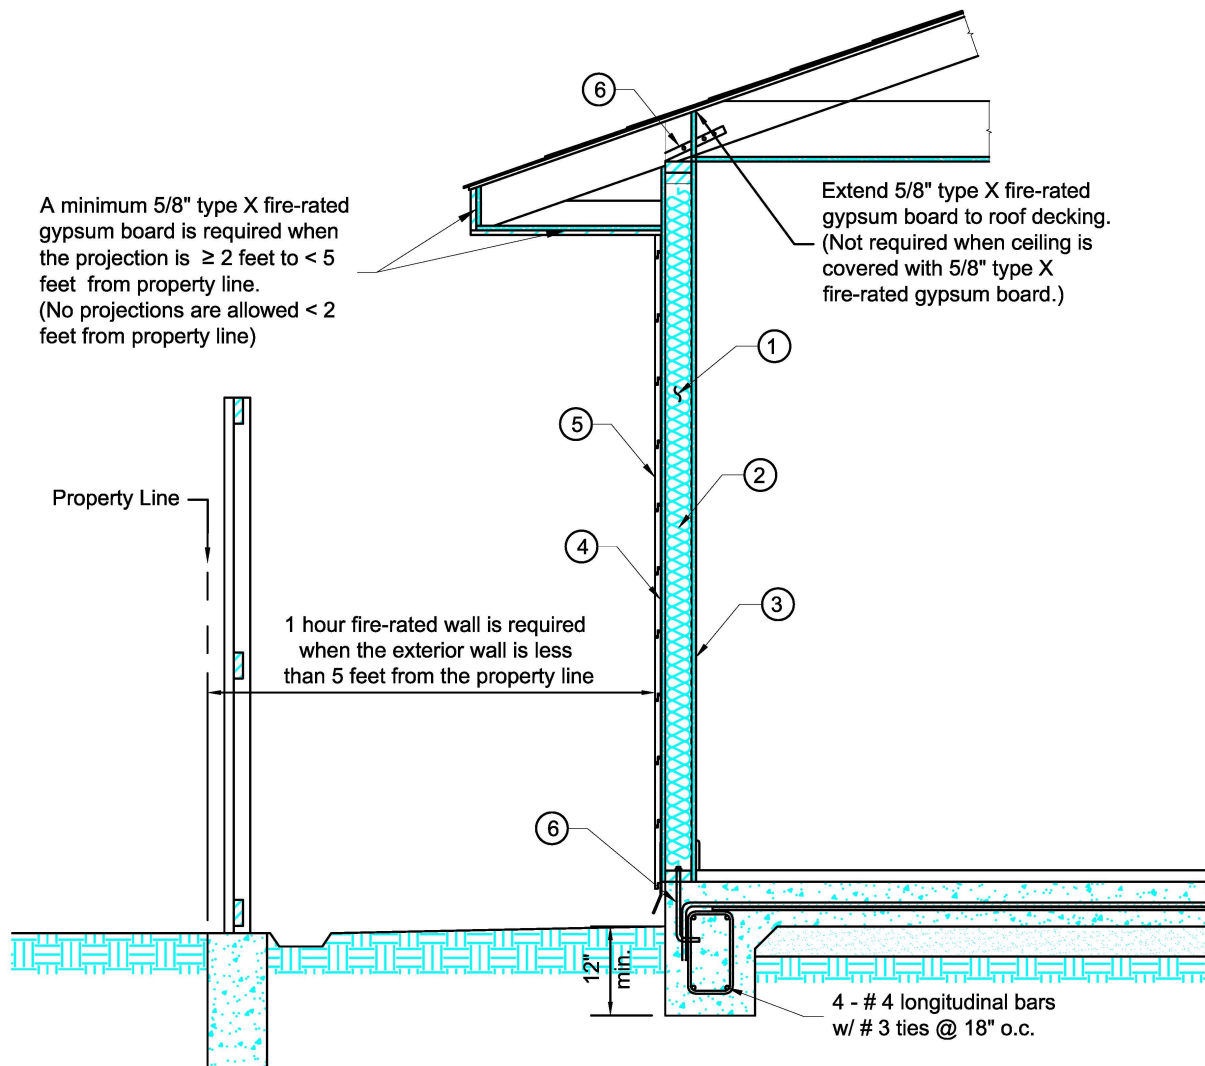 6
A minimum 5/8" type X fire-rated
gypsum board is required when
the projection is ≥ 2 feet to < 5
feet from property line.
(No projections are allowed < 2
feet from property line)
Extend 5/8" type X fire-rated
gypsum board to roof decking.
(Not required when ceiling is
covered with 5/8" type X
fire-rated gypsum board.)
1
5
2
Property Line
4
3
1 hour fire-rated wall is required
when the exterior wall is less
than 5 feet from the property line
6
12"
min.
4 - # 4 longitudinal bars
w/ # 3 ties @ 18" o.c.